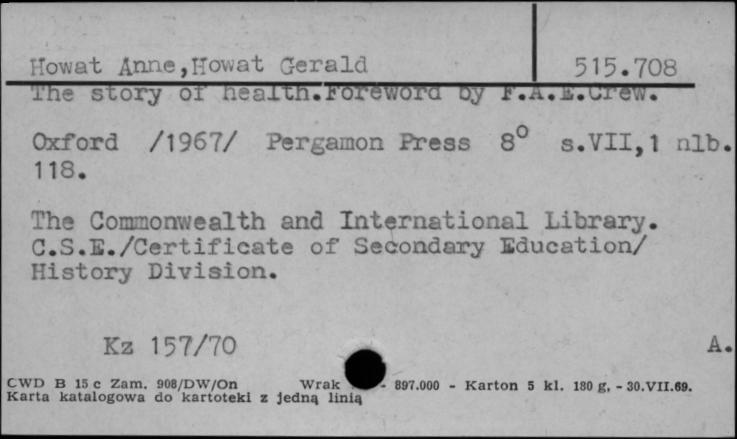 Howat Anne,Howat Gerald 515.708
The story of health.Foreword by F.A.E.Crew.
Oxford /1967/ Pergamon Press 8° s.VII,1 nlb.
118.
The Commonwealth and International Library.
C.S.E./Certificate of Secondary Education/
History Division.
Kz 157/70 A.
CWD B 15 c Zam. 908/DW/On Wrak - 897.000 - Karton 5 kl. 180 g. - 30.VII.69.
Karta katalogowa do kartoteki z jedną linią